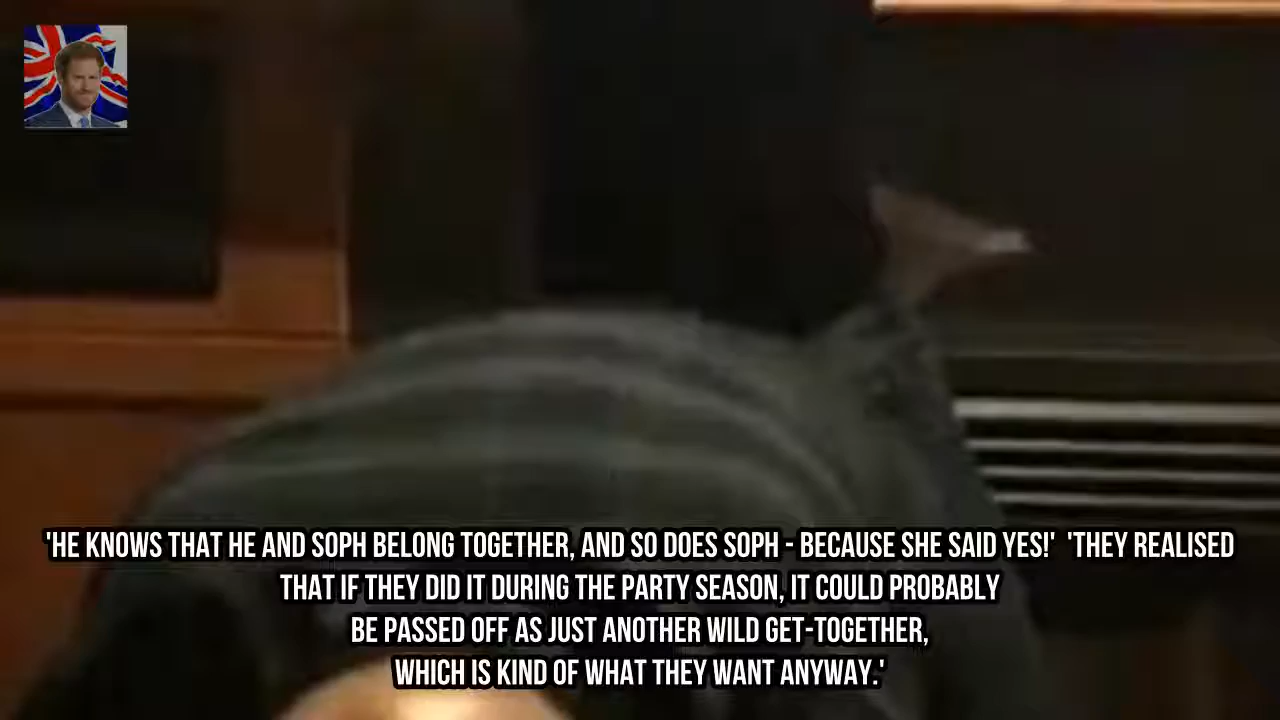 'HE KNOWS THAT HE AND SOPH BELONG TOGETHER, AND SO DOES SOPH - BECAUSE SHE SAID YES!'  'THEY REALISED
THAT IF THEY DID IT DURING THE PARTY SEASON, IT COULD PROBABLY
BE PASSED OFF AS JUST ANOTHER WILD GET-TOGETHER,
WHICH IS KIND OF WHAT THEY WANT ANYWAY.'